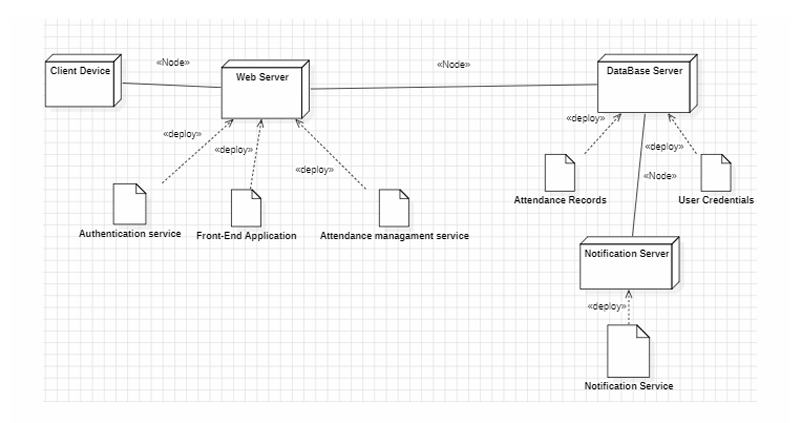 «Node»
«Node»
Client Device
Web Server
DataBase Server
«deploy»
«deploy»
«deploy»
«deploy»
«deploy»
«Node»
Attendance Records
User Credentials
Authentication service
Front-End Application
Attendance managament service
Notification Server
«deploy»
Notification Service